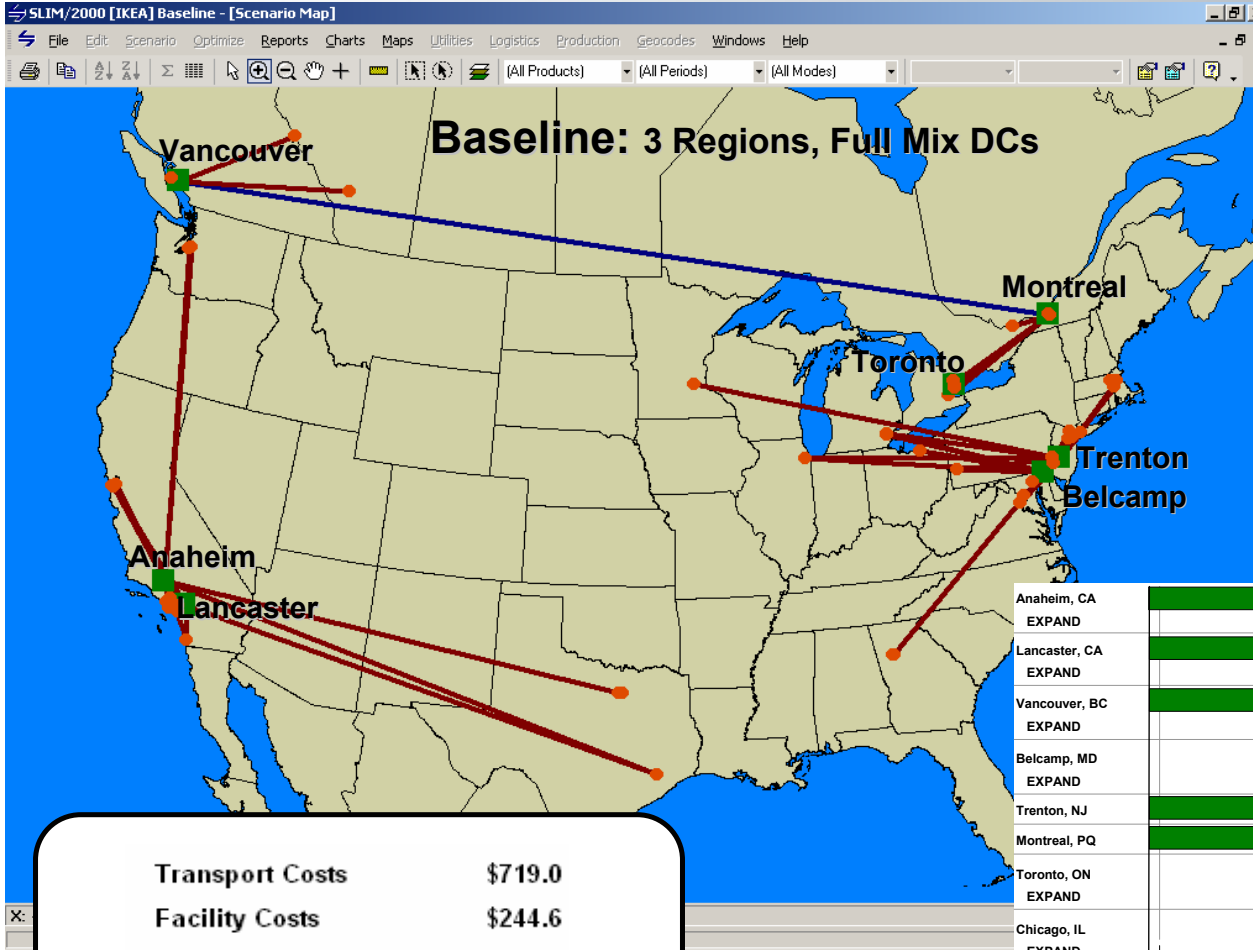 SLIM/2000 [IKEA] Baseline - [Scenario Map]
File Edit Scenario Optimize Reports Charts Maps Utilities Logistics Production Geocodes Windows Help
(All Products) (All Periods) (All Modes)
Baseline: 3 Regions, Full Mix DCs
Vancouver
Montreal
Toronto
Trenton
Belcamp
Anaheim
Lancaster
Anaheim, CA
EXPAND
Lancaster, CA
EXPAND
Vancouver, BC
EXPAND
Belcamp, MD
EXPAND
Trenton, NJ
Montreal, PQ
Toronto, ON
EXPAND
Chicago, IL
EXPAND
Transport Costs $719.0
Facility Costs $244.6
X: